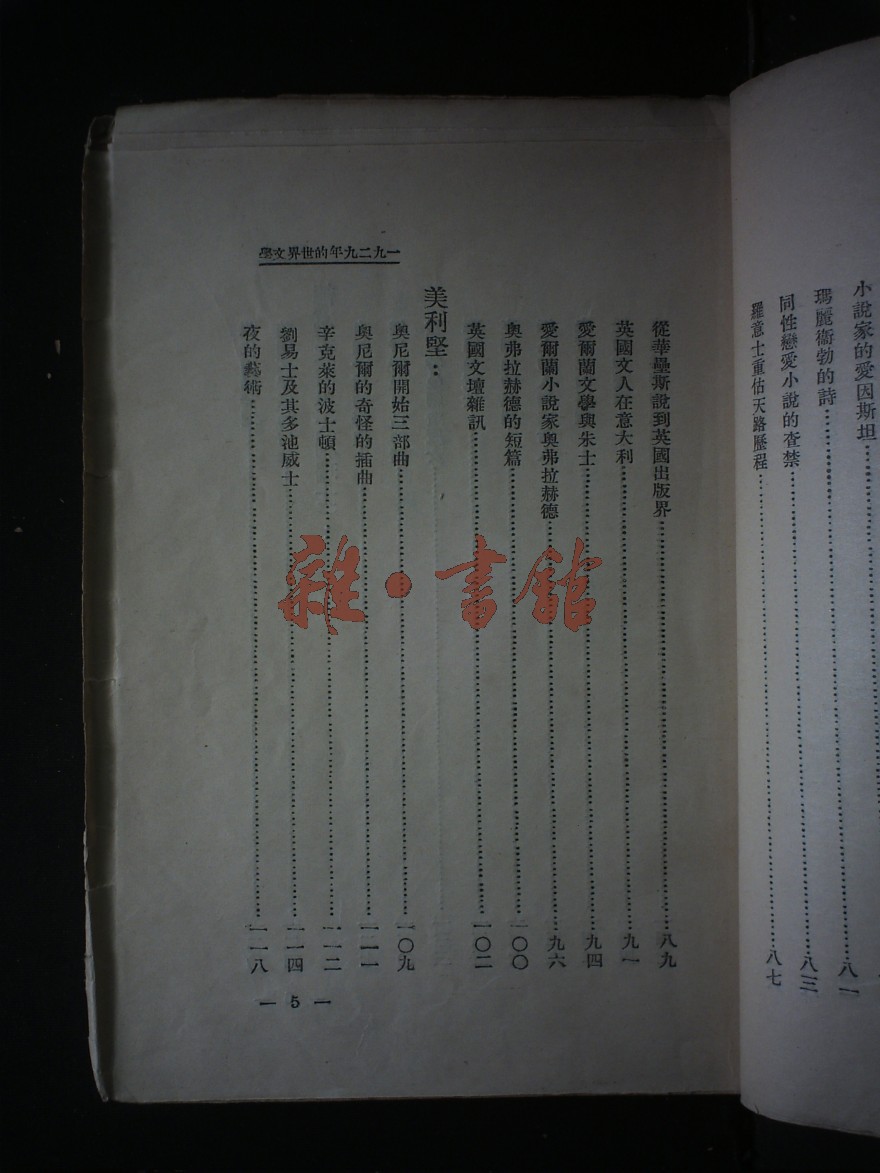 小說家的愛因斯坦
瑪麗衞勃的詩 八一
同性戀愛小說的查禁 八三
羅意士重估天路歷程 八七
一九二九年的世界文學
從華壘斯說到英國出版界 八九
英國文人在意大利 九一
愛爾蘭文學與朱士 九四
愛爾蘭小說家奧弗拉赫德 九六
奧弗拉赫德的短篇 一〇〇
英國文壇雜訊 一〇二
美利堅：
奧尼爾開始三部曲 一〇九
奧尼爾的奇怪的插曲 一一一
辛克萊的波士頓 一一二
劉易士及其多池威士 一一四
夜的藝術 一一八
— 5 —
雜·書館